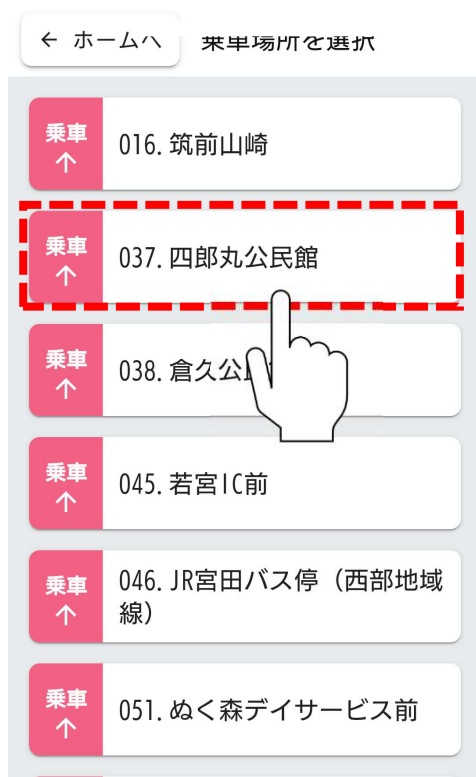 ← ホームへ 乗車場所を選択
乗車
↑
016. 筑前山崎
乗車
↑
037. 四郎丸公民館
乗車
↑
038. 倉久公
乗車
↑
045. 若宮IC前
乗車
↑
046. JR宮田バス停（西部地域
線）
乗車
↑
051. ぬく森デイサービス前